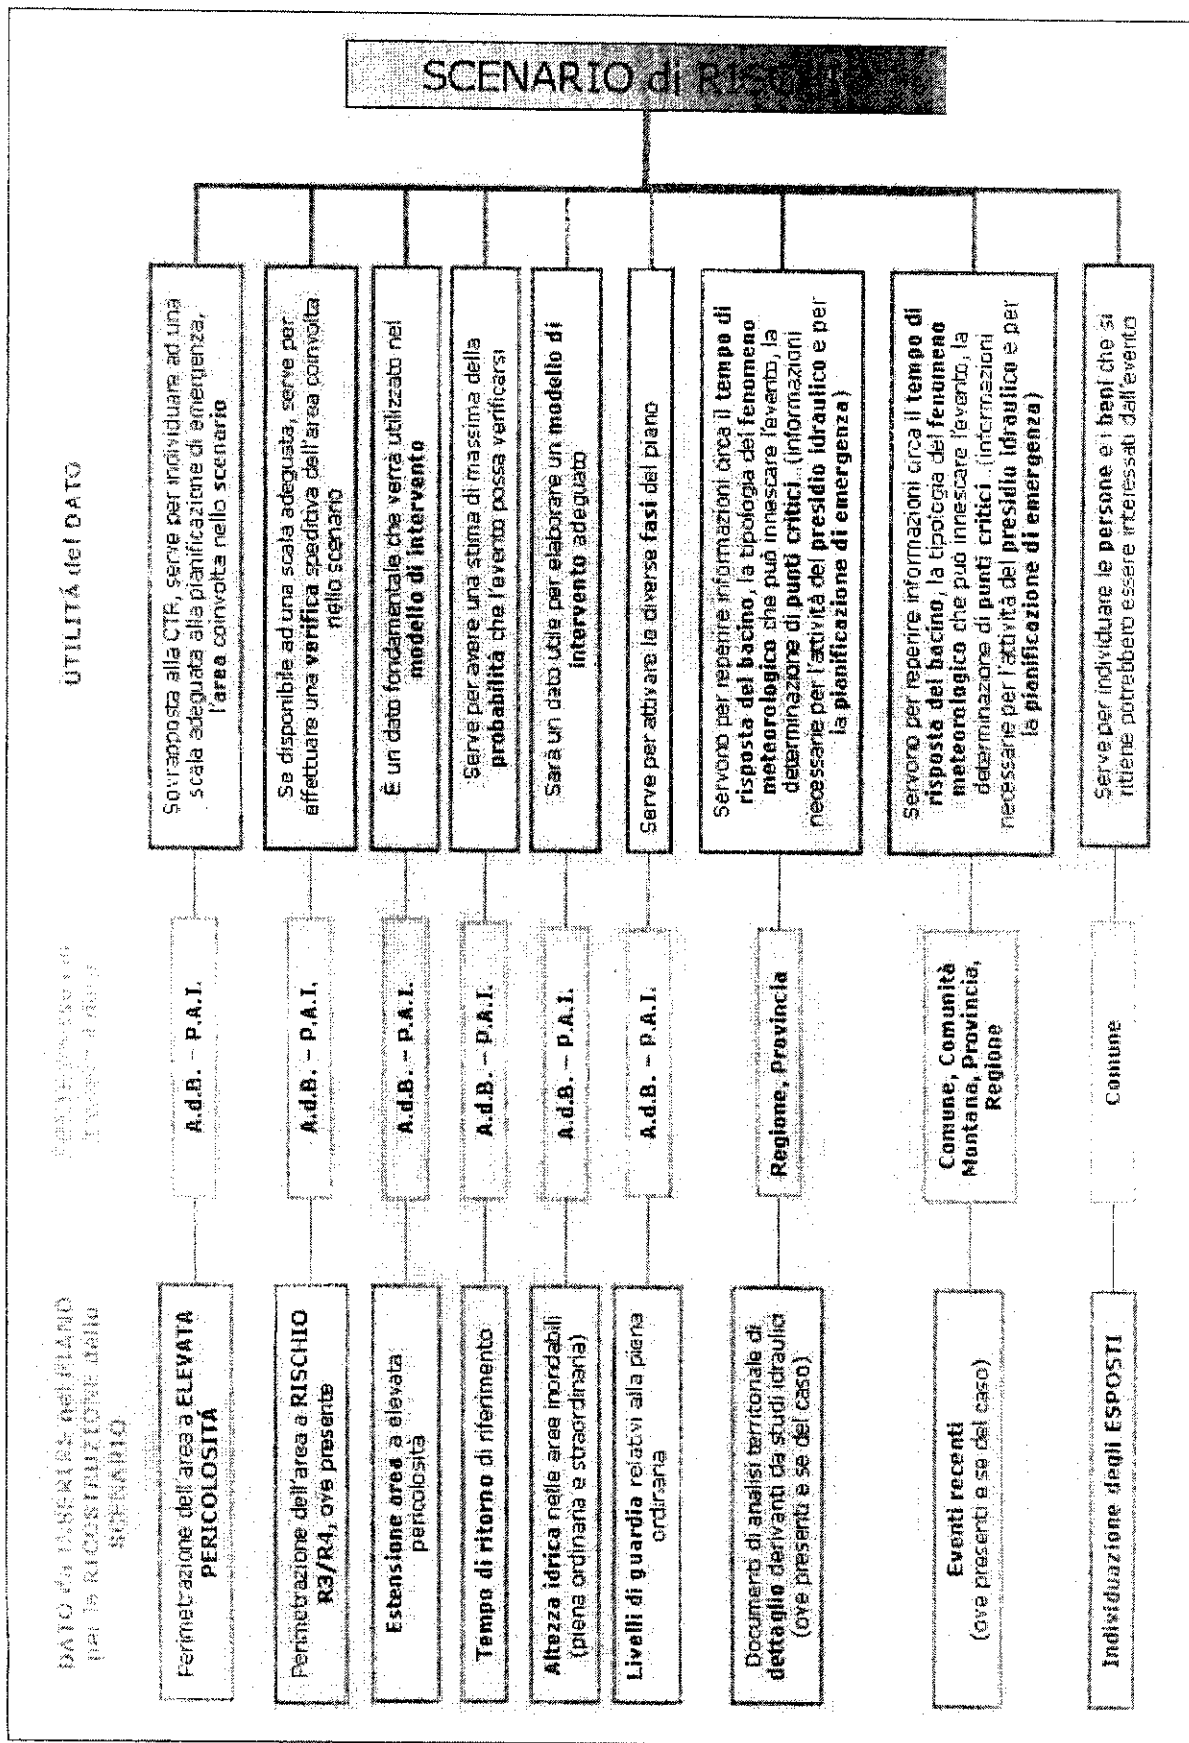 DATO da INSERIRE nel PIANO
per la RICOSTRUZIONE dello
SCENARIO
UTILITÁ del DATO
SCENARIO di RISCHIO
Perimetrazione dell'area a ELEVATA
PERICOLOSITÁ
A.d.B. – P.A.I.
Sovrapposta alla CTR, serve per individuare ad una
scala adeguata alla pianificazione di emergenza,
l'area coinvolta nello scenario
Perimetrazione dell'area a RISCHIO
R3/R4, ove presente
A.d.B. – P.A.I.
Se disponibile ad una scala adeguata, serve per
effettuare una verifica speditiva dell'area coinvolta
nello scenario
Estensione area a elevata
pericolosità
A.d.B. – P.A.I.
È un dato fondamentale che verrà utilizzato nel
modello di intervento
Tempo di ritorno di riferimento
A.d.B. – P.A.I.
Serve per avere una stima di massima della
probabilità che l'evento possa verificarsi
Altezza idrica nelle aree inondabili
(piena ordinaria e straordinaria)
A.d.B. – P.A.I.
Sarà un dato utile per elaborare un modello di
intervento adeguato
Livelli di guardia relativi alla piena
ordinaria
A.d.B. – P.A.I.
Serve per attivare le diverse fasi del piano
Documenti di analisi territoriale di
dettaglio derivanti da studi idraulici
(ove presenti e se del caso)
Regione, Provincia
Servono per reperire informazioni circa il tempo di
risposta del bacino, la tipologia del fenomeno
meteorologico che può innescare l'evento, la
determinazione di punti critici...(informazioni
necessarie per l'attività del presidio idraulico e per
la pianificazione di emergenza)
Eventi recenti
(ove presenti e se del caso)
Comune, Comunità
Montana, Provincia,
Regione
Servono per reperire informazioni circa il tempo di
risposta del bacino, la tipologia del fenomeno
meteorologico che può innescare l'evento, la
determinazione di punti critici...(informazioni
necessarie per l'attività del presidio idraulico e per
la pianificazione di emergenza)
Individuazione degli ESPOSTI
Comune
Serve per individuare le persone e i beni che si
ritiene potrebbero essere interessati dall'evento